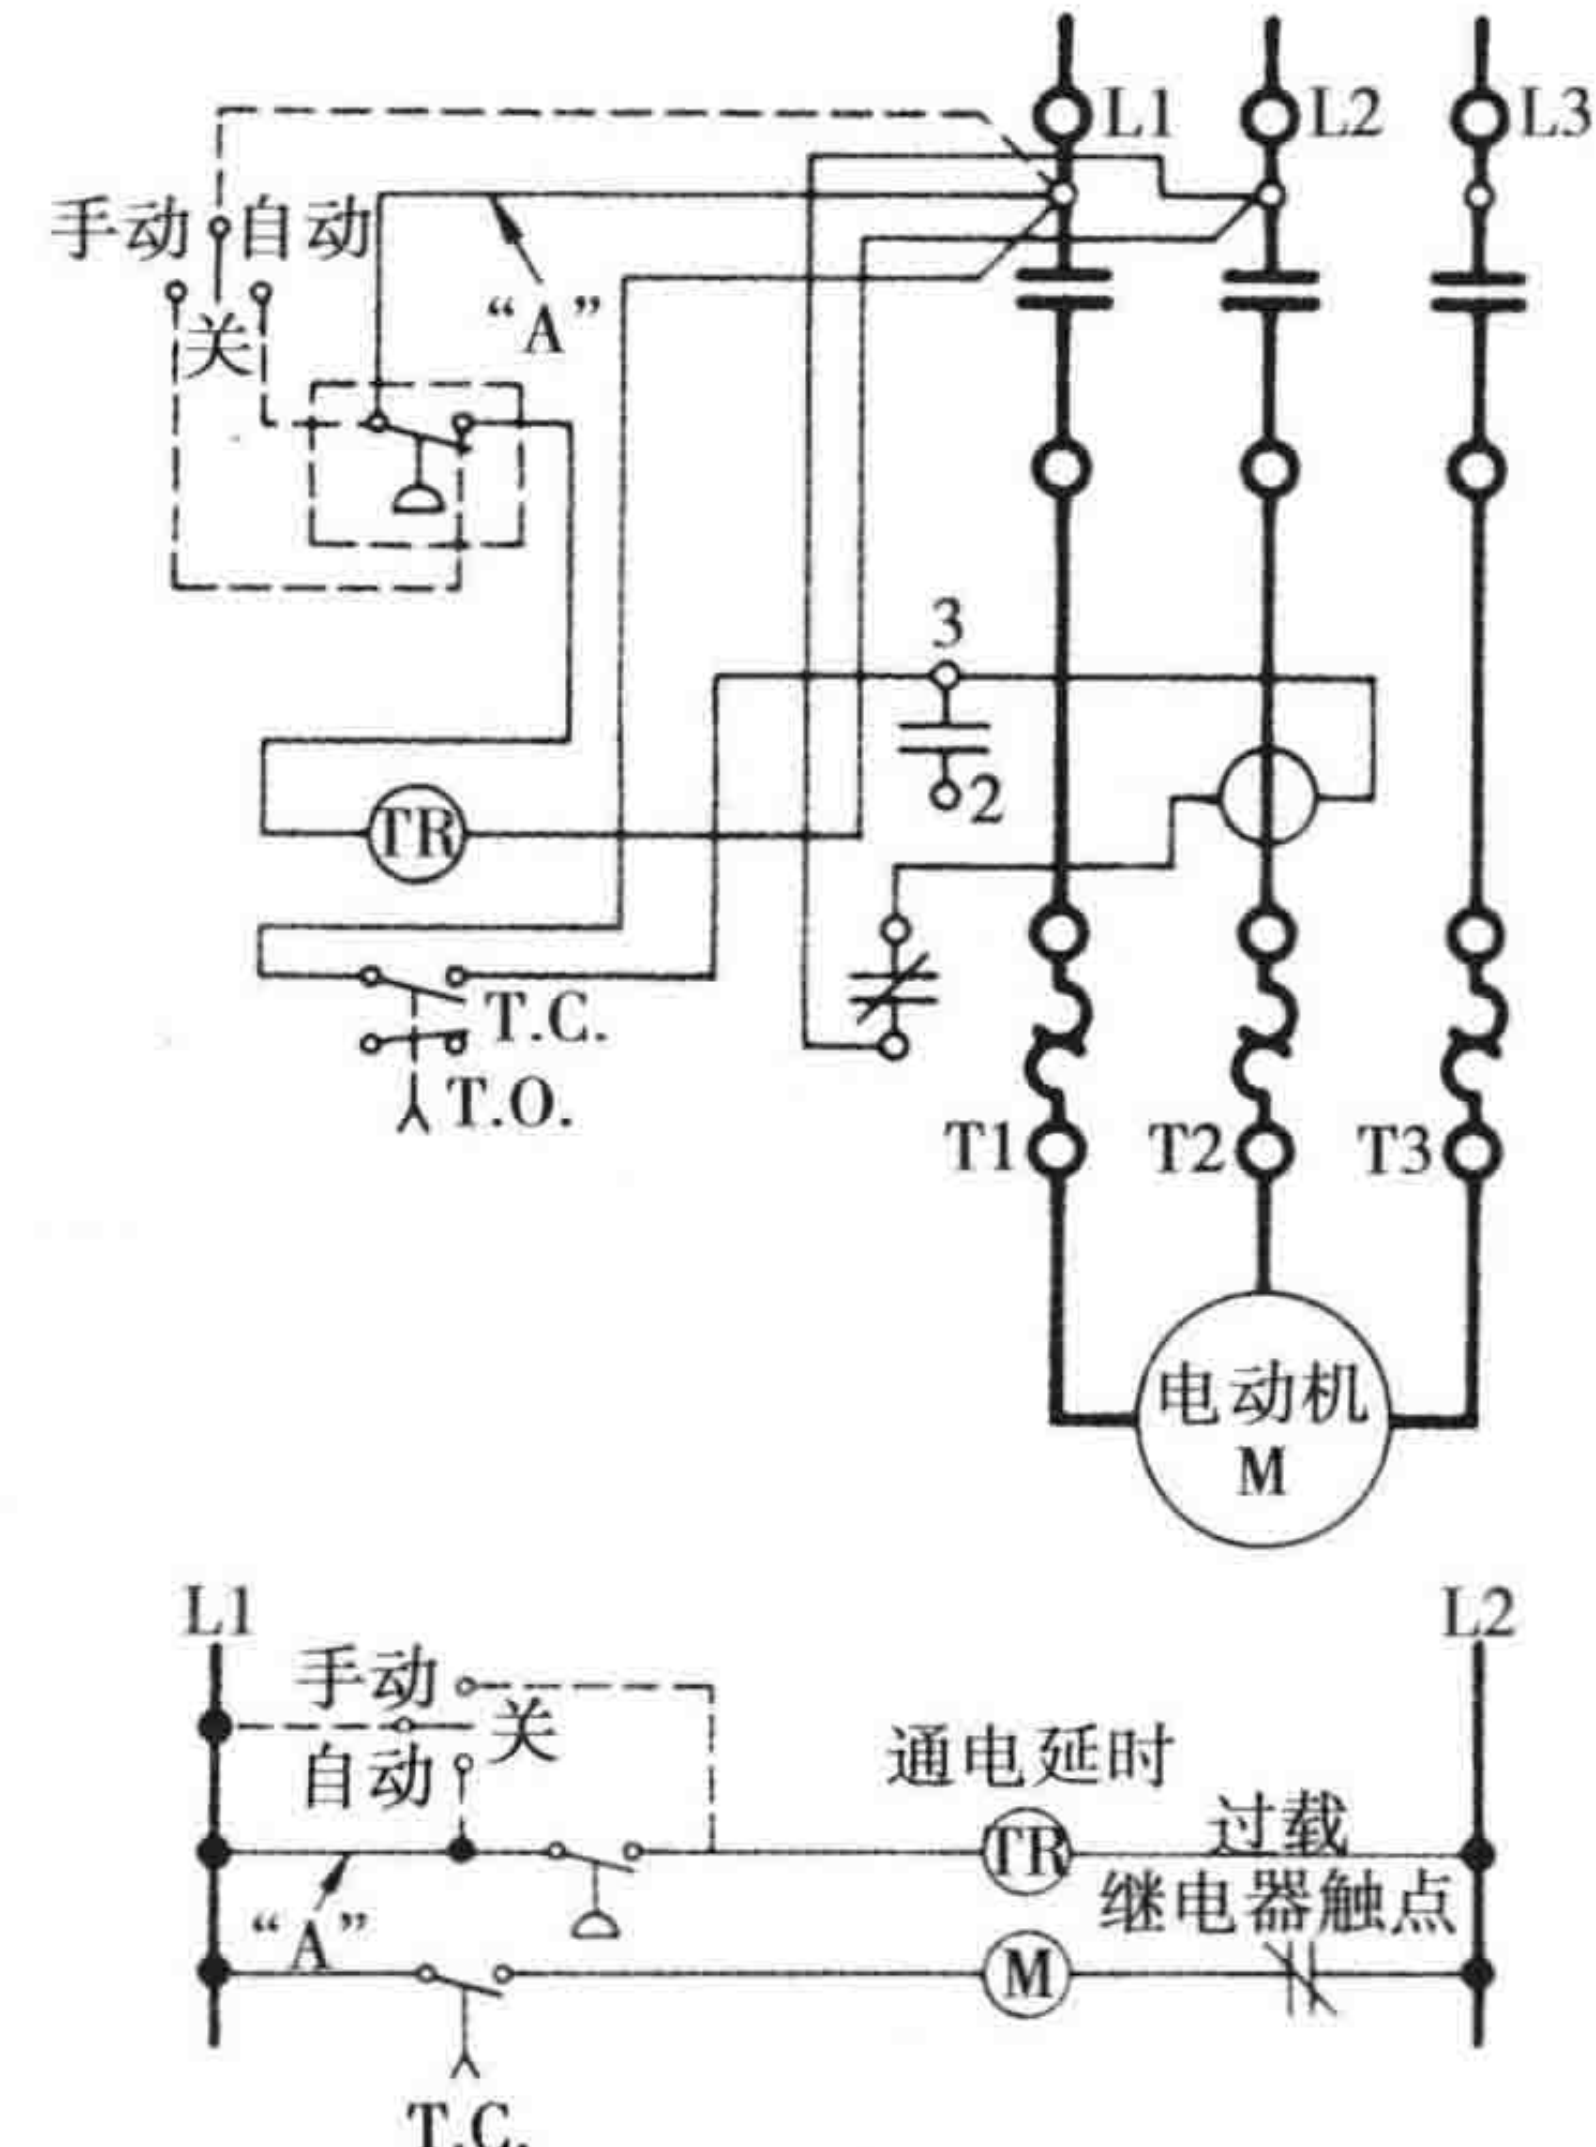 L1 L2 L3
手动 自动
关
“A”
3
2
TR
T.C.
T.O.
T1 T2 T3
电动机
M
L1 L2
手动
关
自动
通电延时
TR
过载
继电器触点
“A”
M
T.C.